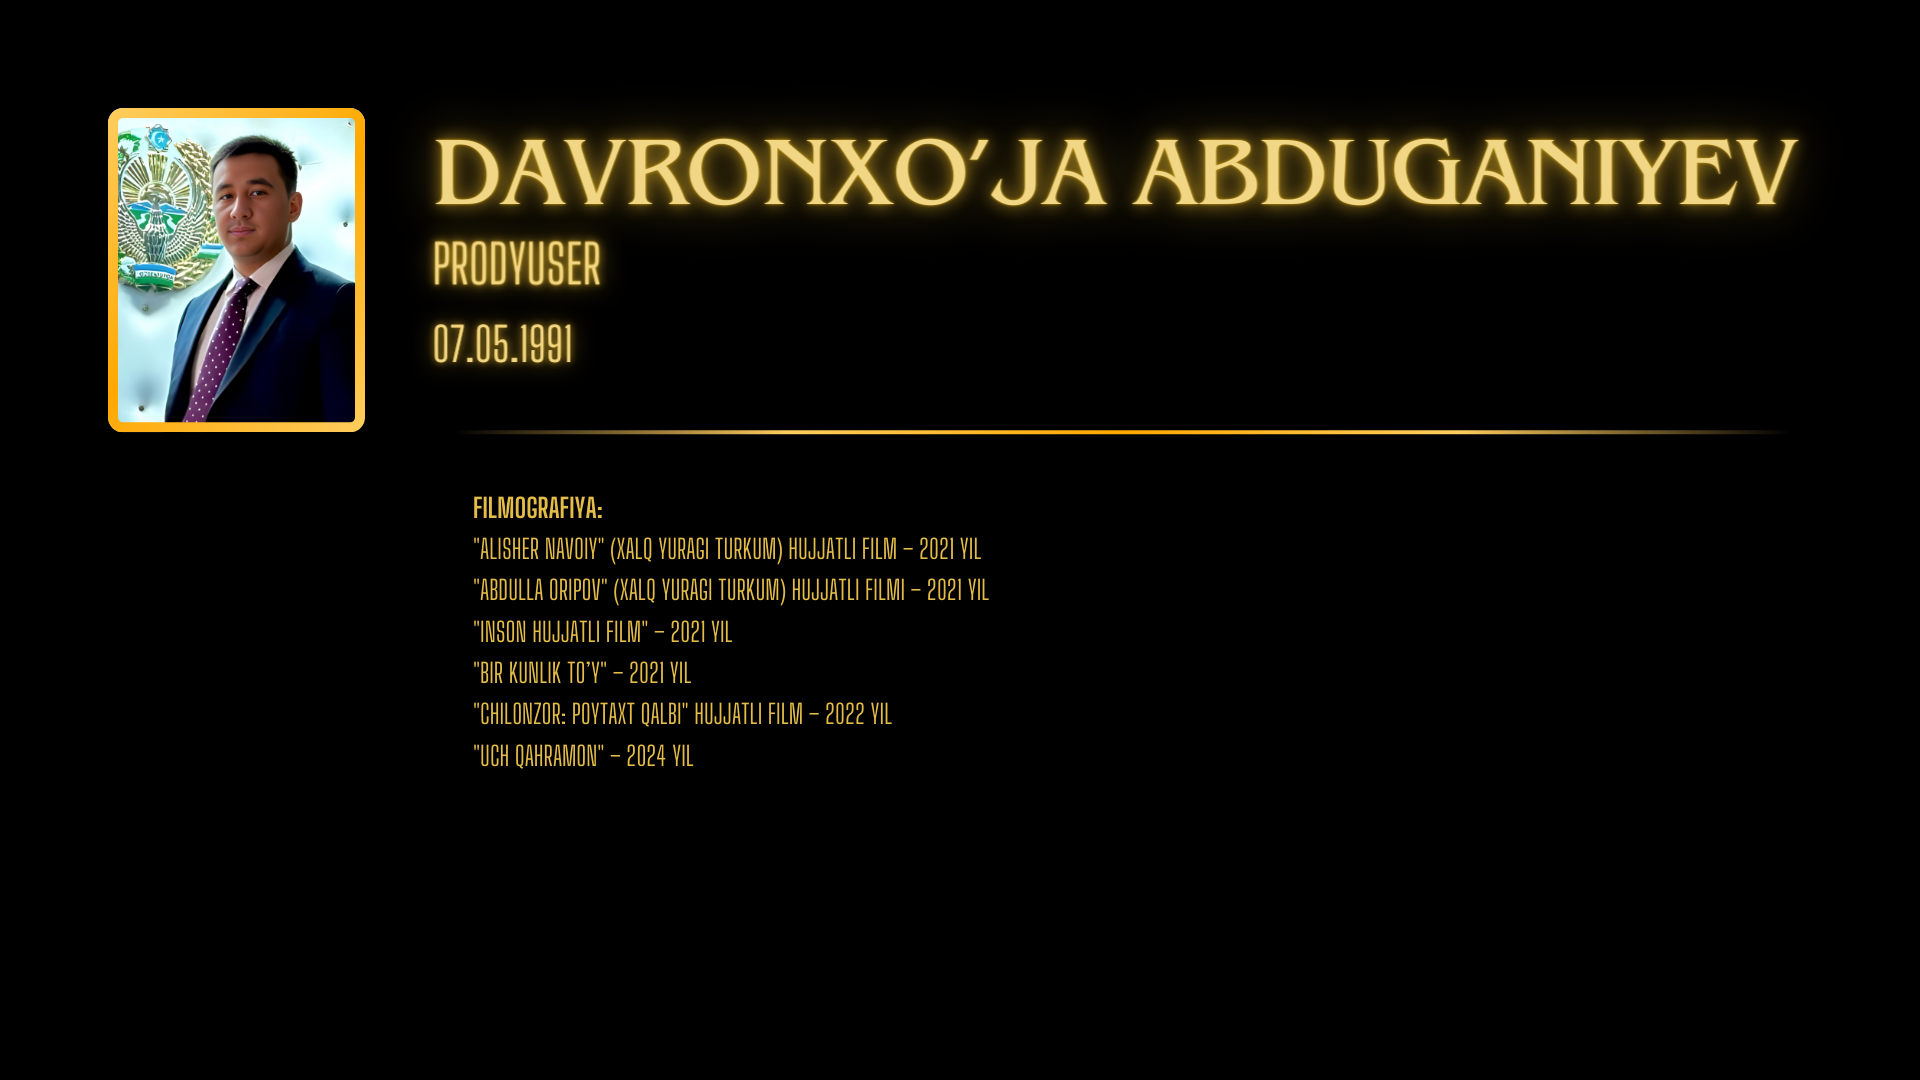 DAVRONXO'JA ABDUGANIYEV
PRODYUSER
07.05.1991
FILMOGRAFIYA:
"ALISHER NAVOIY" (XALQ YURAGI TURKUM) HUJJATLI FILM – 2021 YIL
"ABDULLA ORIPOV" (XALQ YURAGI TURKUM) HUJJATLI FILMI – 2021 YIL
"INSON HUJJATLI FILM" – 2021 YIL
"BIR KUNLIK TO'Y" – 2021 YIL
"CHILONZOR: POYTAXT QALBI" HUJJATLI FILM – 2022 YIL
"UCH QAHRAMON" – 2024 YIL